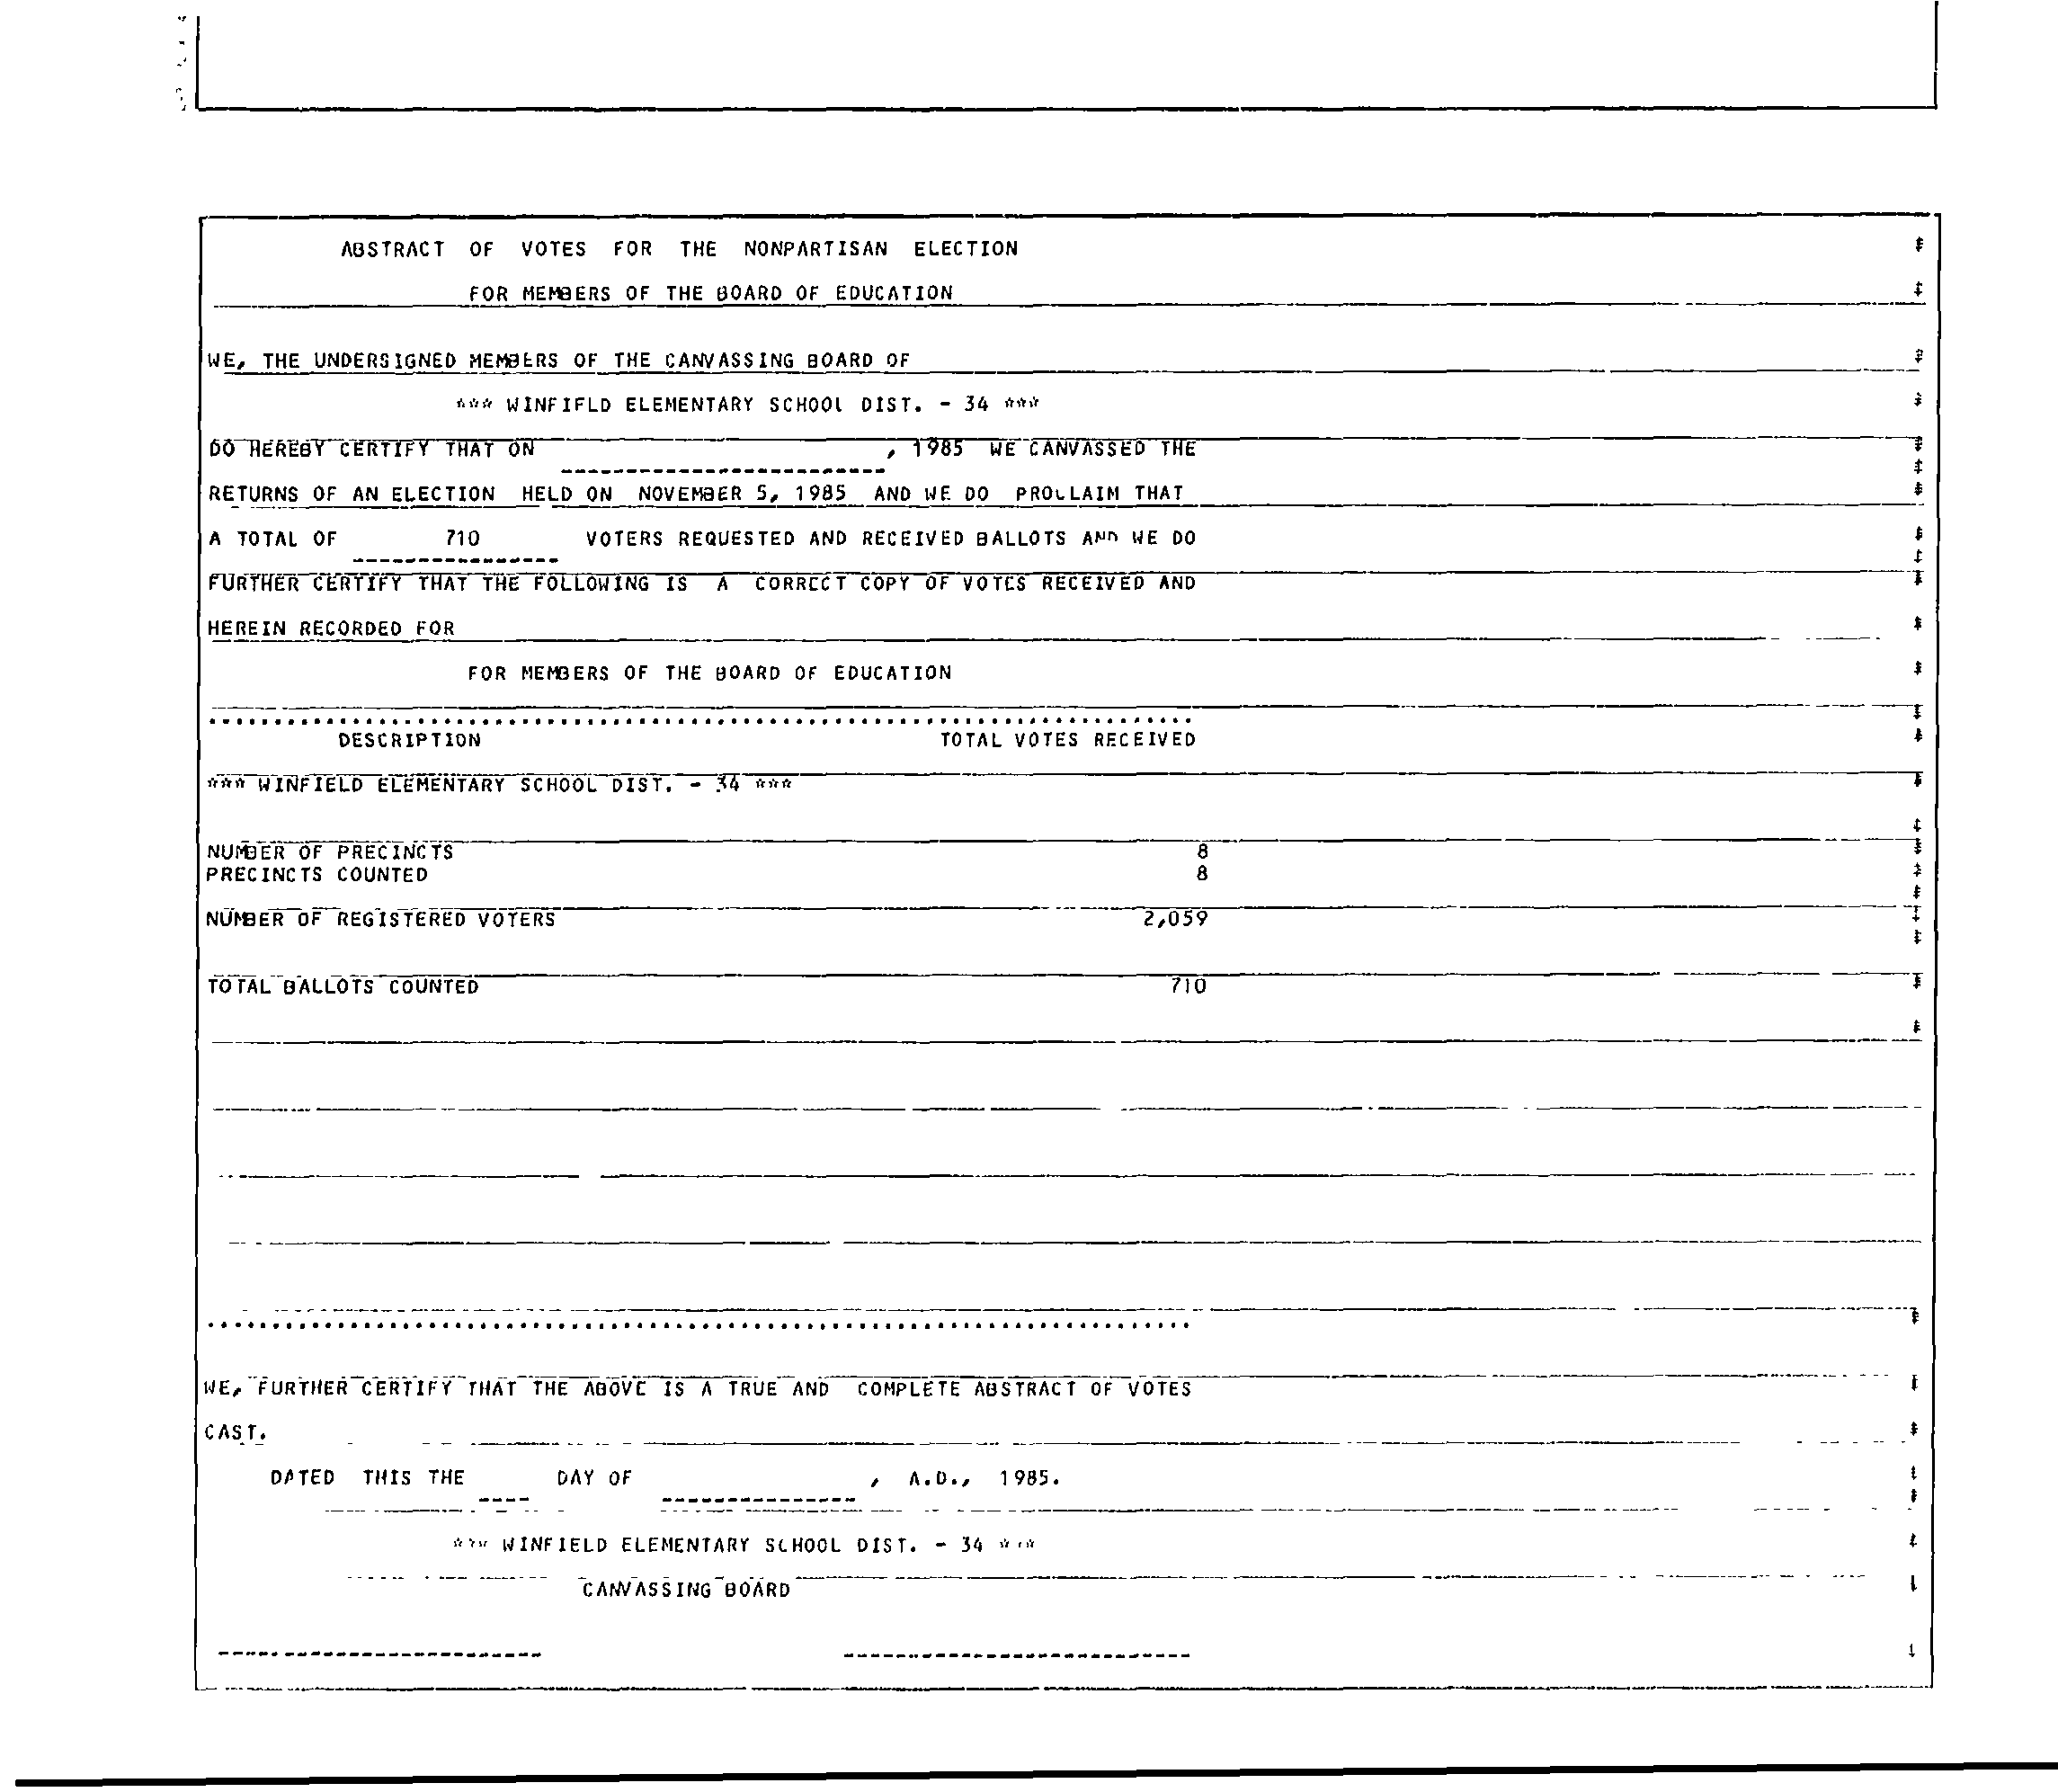 ABSTRACT OF VOTES FOR THE NONPARTISAN ELECTION
FOR MEMBERS OF THE BOARD OF EDUCATION
WE, THE UNDERSIGNED MEMBERS OF THE CANVASSING BOARD OF
*** WINFIELD ELEMENTARY SCHOOL DIST. - 34 ***
DO HEREBY CERTIFY THAT ON , 1985 WE CANVASSED THE
RETURNS OF AN ELECTION HELD ON NOVEMBER 5, 1985 AND WE DO PROCLAIM THAT
A TOTAL OF 710 VOTERS REQUESTED AND RECEIVED BALLOTS AND WE DO
FURTHER CERTIFY THAT THE FOLLOWING IS A CORRECT COPY OF VOTES RECEIVED AND
HEREIN RECORDED FOR
FOR MEMBERS OF THE BOARD OF EDUCATION
DESCRIPTION TOTAL VOTES RECEIVED
*** WINFIELD ELEMENTARY SCHOOL DIST. - 34 ***
NUMBER OF PRECINCTS 8
PRECINCTS COUNTED 8
NUMBER OF REGISTERED VOTERS 2,059
TOTAL BALLOTS COUNTED 710
WE, FURTHER CERTIFY THAT THE ABOVE IS A TRUE AND COMPLETE ABSTRACT OF VOTES
CAST.
DATED THIS THE ____ DAY OF _______________, A.D., 1985.
*** WINFIELD ELEMENTARY SCHOOL DIST. - 34 ***
CANVASSING BOARD